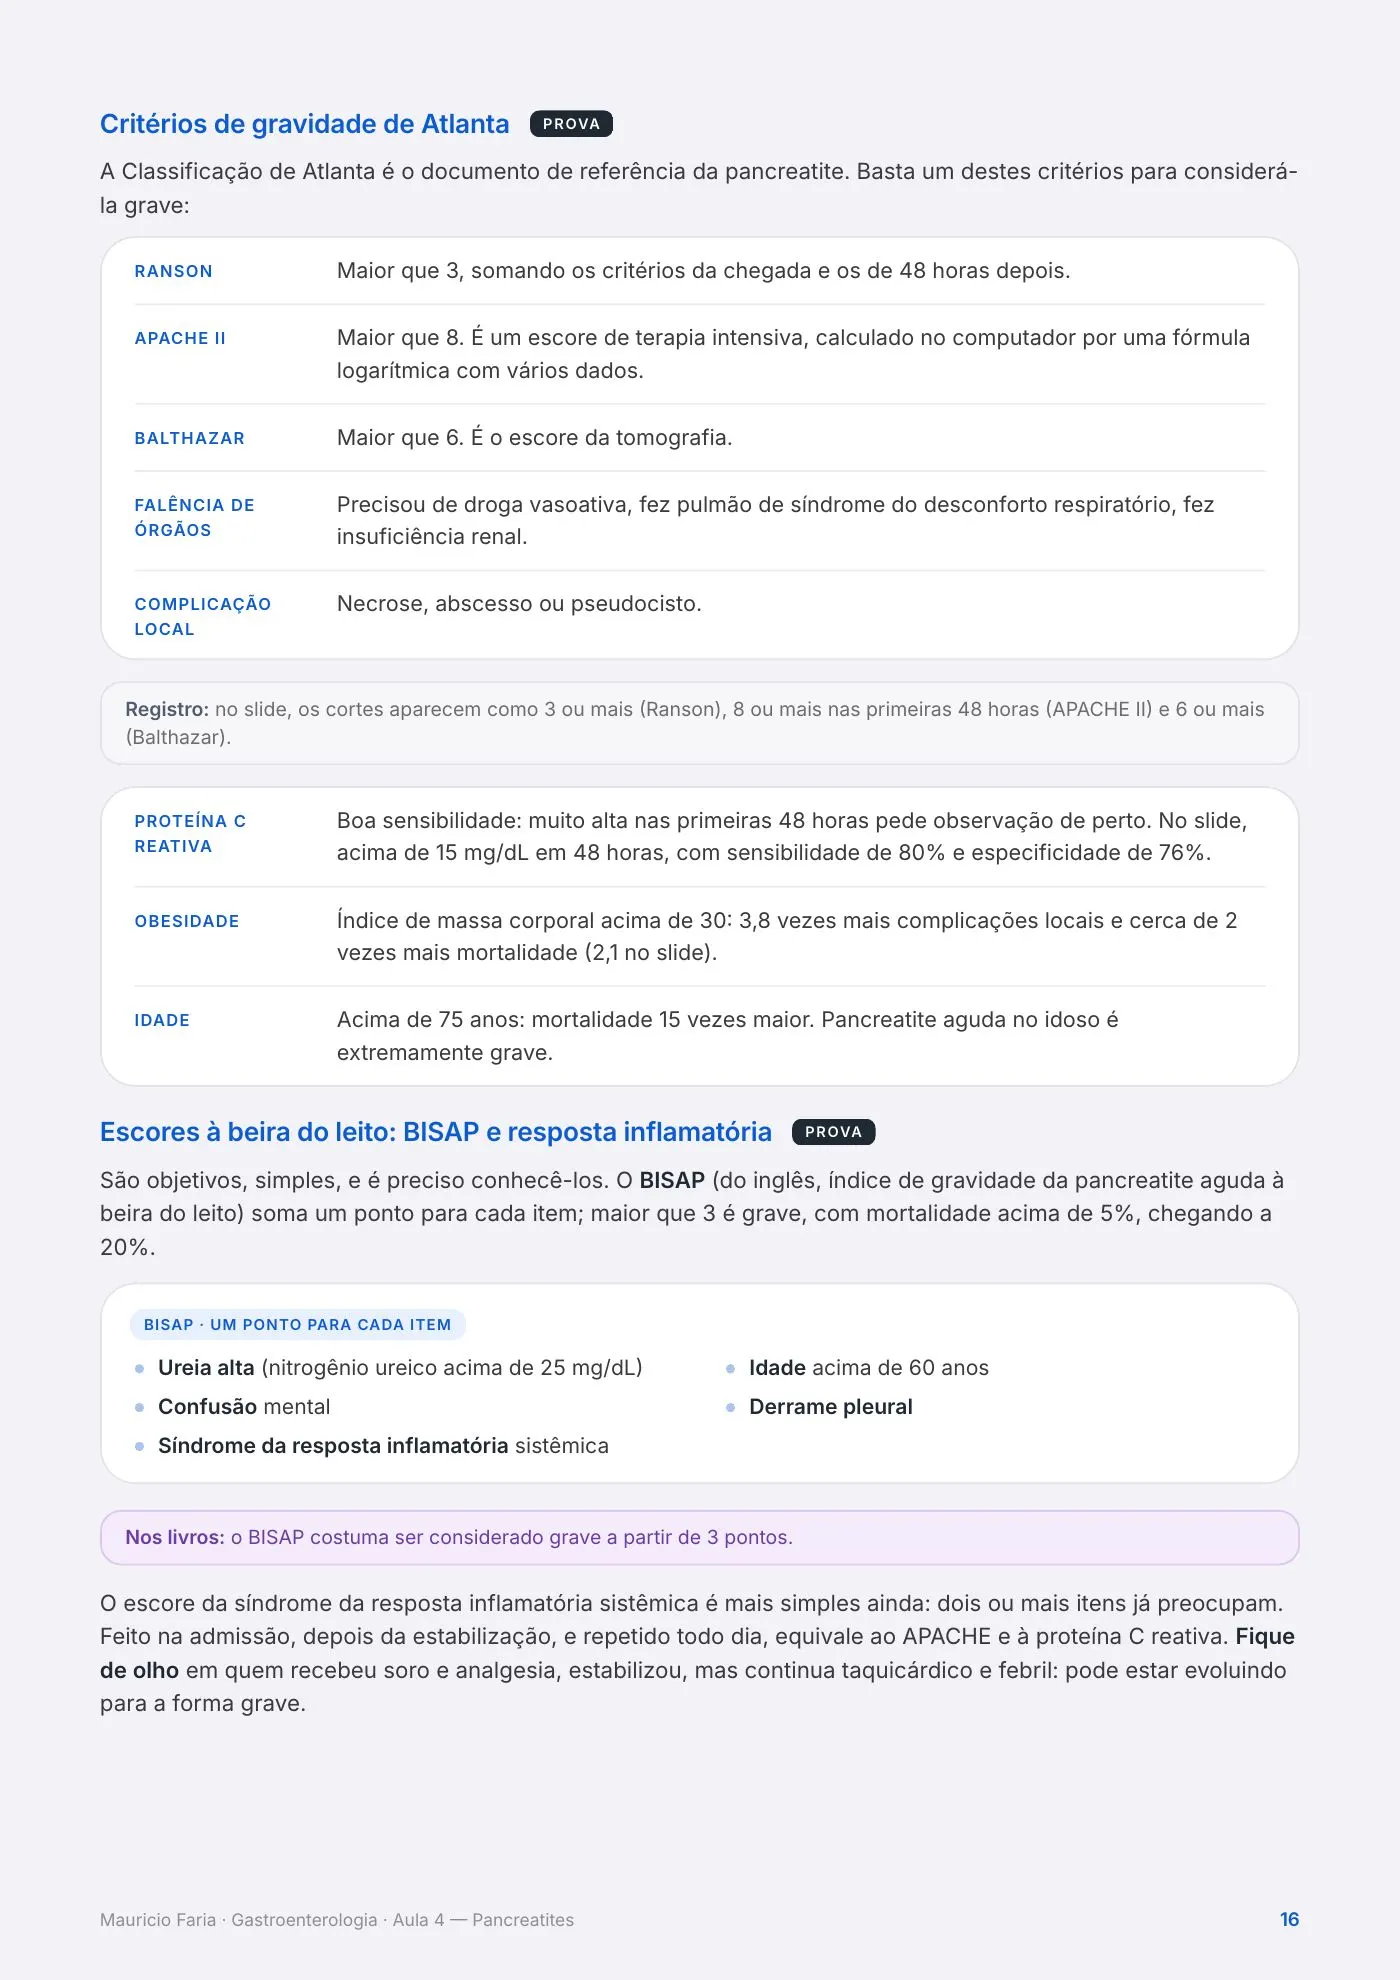 Critérios de gravidade de Atlanta PROVA
A Classificação de Atlanta é o documento de referência da pancreatite. Basta um destes critérios para considerá-
la grave:
RANSON Maior que 3, somando os critérios da chegada e os de 48 horas depois.
APACHE II Maior que 8. É um escore de terapia intensiva, calculado no computador por uma fórmula
logarítmica com vários dados.
BALTHAZAR Maior que 6. É o escore da tomografia.
FALÊNCIA DE
ÓRGÃOS
Precisou de droga vasoativa, fez pulmão de síndrome do desconforto respiratório, fez
insuficiência renal.
COMPLICAÇÃO
LOCAL
Necrose, abscesso ou pseudocisto.
Registro: no slide, os cortes aparecem como 3 ou mais (Ranson), 8 ou mais nas primeiras 48 horas (APACHE II) e 6 ou mais
(Balthazar).
PROTEÍNA C
REATIVA
Boa sensibilidade: muito alta nas primeiras 48 horas pede observação de perto. No slide,
acima de 15 mg/dL em 48 horas, com sensibilidade de 80% e especificidade de 76%.
OBESIDADE Índice de massa corporal acima de 30: 3,8 vezes mais complicações locais e cerca de 2
vezes mais mortalidade (2,1 no slide).
IDADE Acima de 75 anos: mortalidade 15 vezes maior. Pancreatite aguda no idoso é
extremamente grave.
Escores à beira do leito: BISAP e resposta inflamatória PROVA
São objetivos, simples, e é preciso conhecê-los. O BISAP (do inglês, índice de gravidade da pancreatite aguda à
beira do leito) soma um ponto para cada item; maior que 3 é grave, com mortalidade acima de 5%, chegando a
20%.
BISAP · UM PONTO PARA CADA ITEM
Ureia alta (nitrogênio ureico acima de 25 mg/dL)
Confusão mental
Síndrome da resposta inflamatória sistêmica
Idade acima de 60 anos
Derrame pleural
Nos livros: o BISAP costuma ser considerado grave a partir de 3 pontos.
O escore da síndrome da resposta inflamatória sistêmica é mais simples ainda: dois ou mais itens já preocupam.
Feito na admissão, depois da estabilização, e repetido todo dia, equivale ao APACHE e à proteína C reativa. Fique
de olho em quem recebeu soro e analgesia, estabilizou, mas continua taquicárdico e febril: pode estar evoluindo
para a forma grave.
Mauricio Faria · Gastroenterologia · Aula 4 — Pancreatites 16